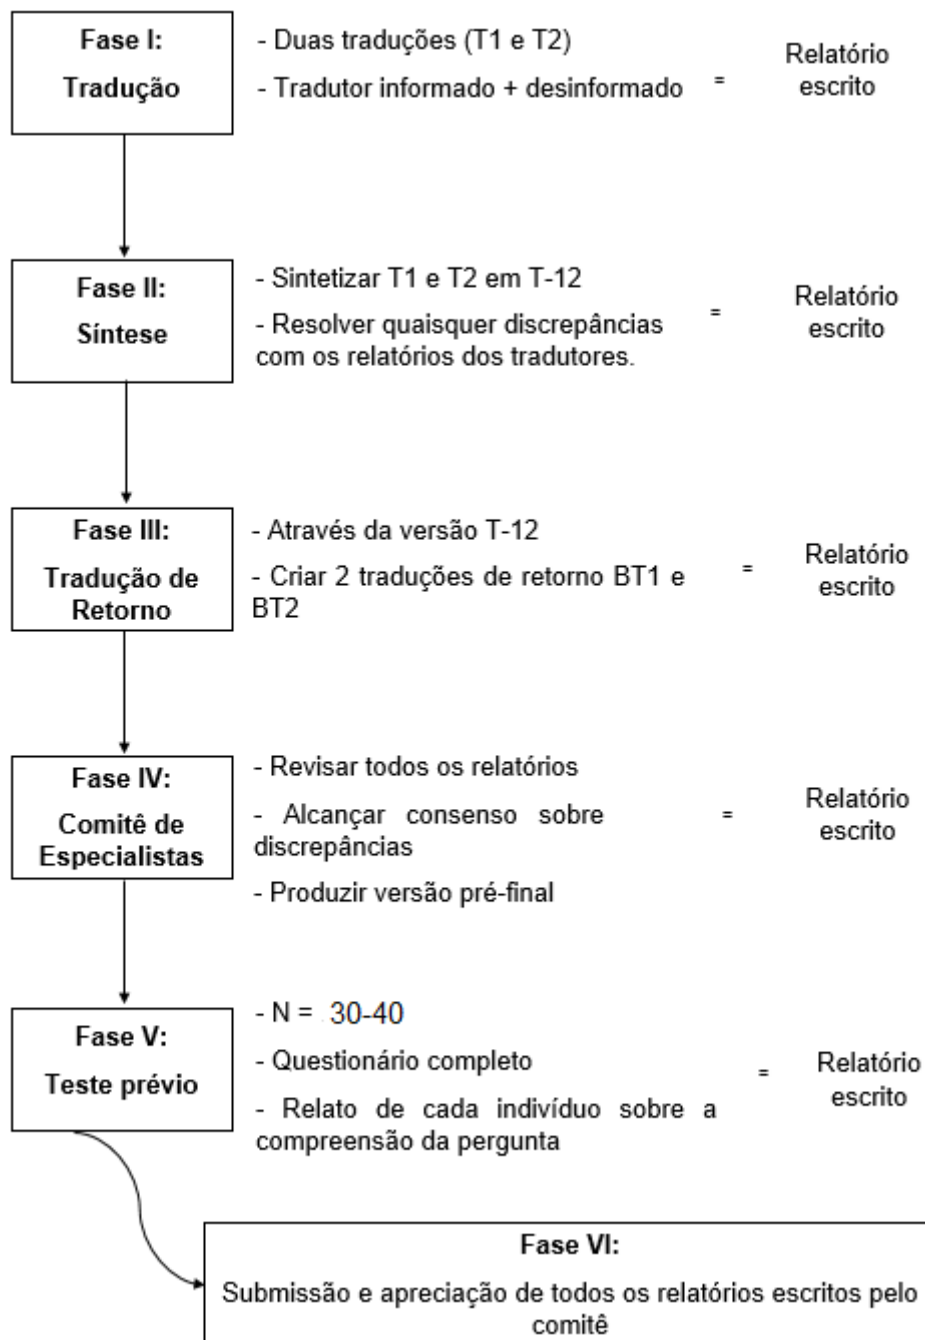 Fase I:
Tradução
- Duas traduções (T1 e T2)
- Tradutor informado + desinformado
=
Relatório
escrito
Fase II:
Síntese
- Sintetizar T1 e T2 em T-12
- Resolver quaisquer discrepâncias
com os relatórios dos tradutores.
=
Relatório
escrito
Fase III:
Tradução de
Retorno
- Através da versão T-12
- Criar 2 traduções de retorno BT1 e
BT2
=
Relatório
escrito
Fase IV:
Comitê de
Especialistas
- Revisar todos os relatórios
- Alcançar consenso sobre
discrepâncias
- Produzir versão pré-final
=
Relatório
escrito
Fase V:
Teste prévio
- N = 30-40
- Questionário completo
- Relato de cada indivíduo sobre a
compreensão da pergunta
=
Relatório
escrito
Fase VI:
Submissão e apreciação de todos os relatórios escritos pelo
comitê